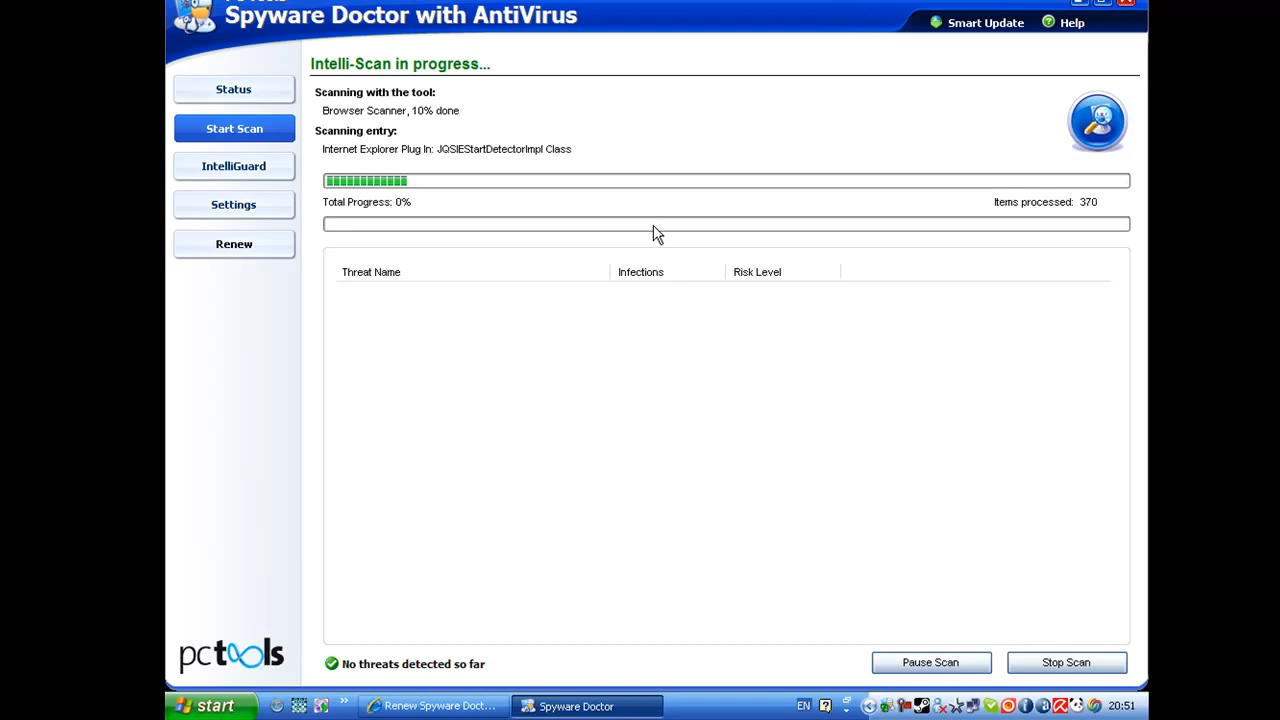 Spyware Doctor with AntiVirus
Smart Update
Help
Status
Start Scan
IntelliGuard
Settings
Renew
Intelli-Scan in progress...
Scanning with the tool:
Browser Scanner, 10% done
Scanning entry:
Internet Explorer Plug In: JQSIEStartDetectorImpl Class
Total Progress: 0%
Items processed: 370
Threat Name
Infections
Risk Level
pctools
No threats detected so far
Pause Scan
Stop Scan
start
Renew Spyware Doct...
Spyware Doctor
EN
20:51